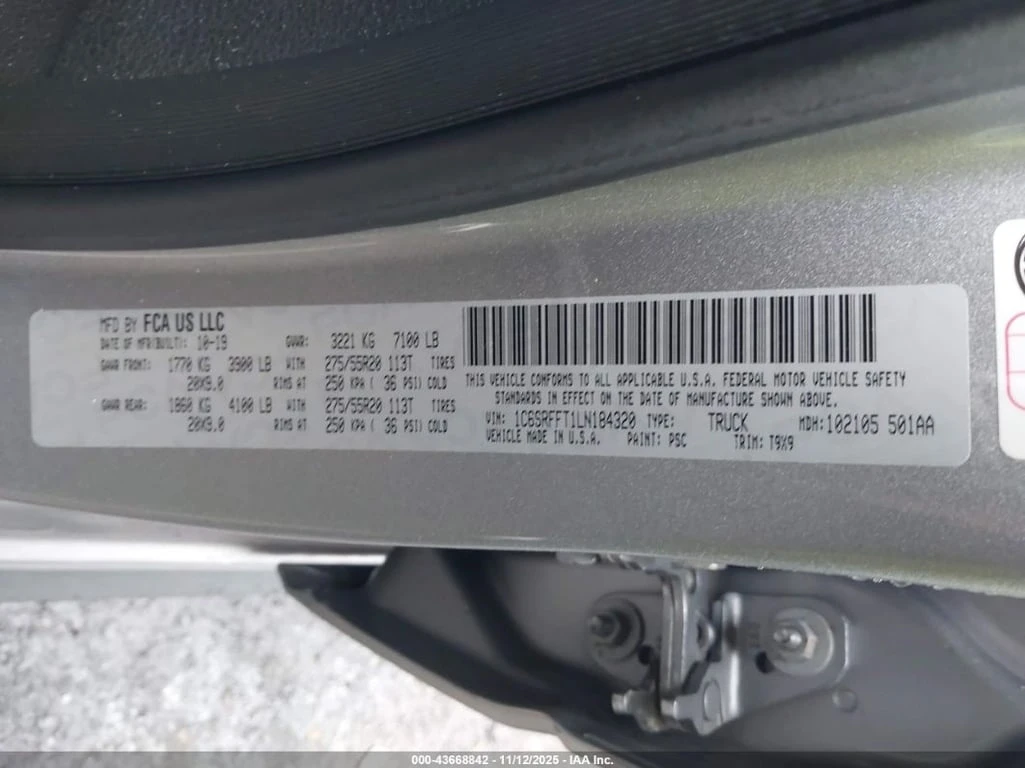 MFD BY FCA US LLC
DATE OF MFR(BUILT): 10-19 GVWR: 3221 KG 7100 LB
GAWR FRONT: 1770 KG 3900 LB WITH 275/55R20 113T TIRES
20X9.0 RIMS AT 250 KPA ( 36 PSI) COLD
GAWR REAR: 1860 KG 4100 LB WITH 275/55R20 113T TIRES
20X9.0 RIMS AT 250 KPA ( 36 PSI) COLD
THIS VEHICLE CONFORMS TO ALL APPLICABLE U.S.A. FEDERAL MOTOR VEHICLE SAFETY
STANDARDS IN EFFECT ON THE DATE OF MANUFACTURE SHOWN ABOVE.
VIN: 1C6SRFFT1LN184320 TYPE: TRUCK MDH: 102105 501AA
VEHICLE MADE IN U.S.A. PAINT: PSC TRIM: T9X9
000-43668842 - 11/12/2025 - IAA Inc.